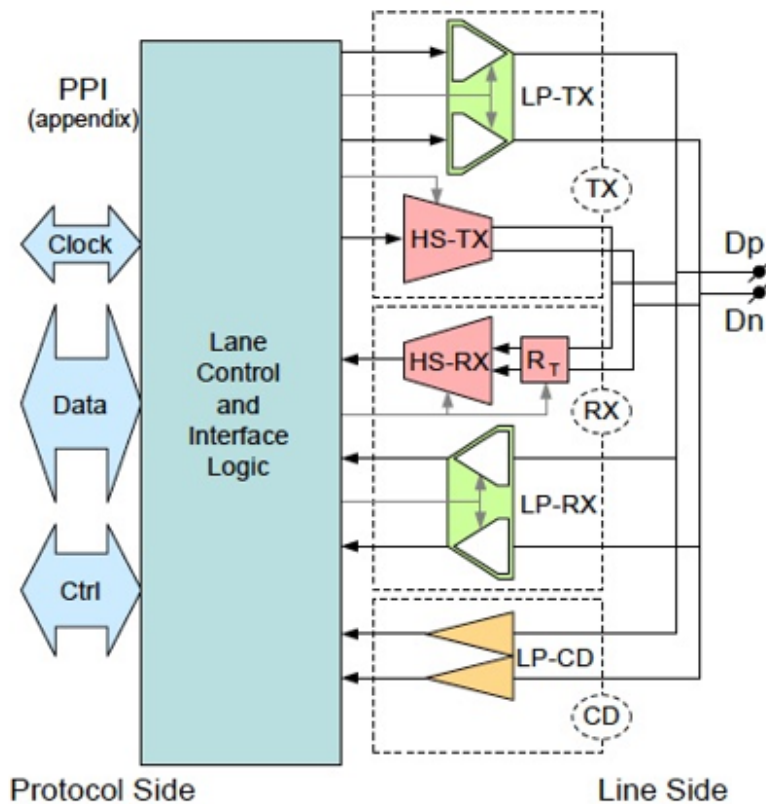 PPI
(appendix)
Clock
Data
Ctrl
Lane
Control
and
Interface
Logic
LP-TX
TX
HS-TX
HS-RX
RT
RX
LP-RX
LP-CD
CD
Dp
Dn
Protocol Side
Line Side